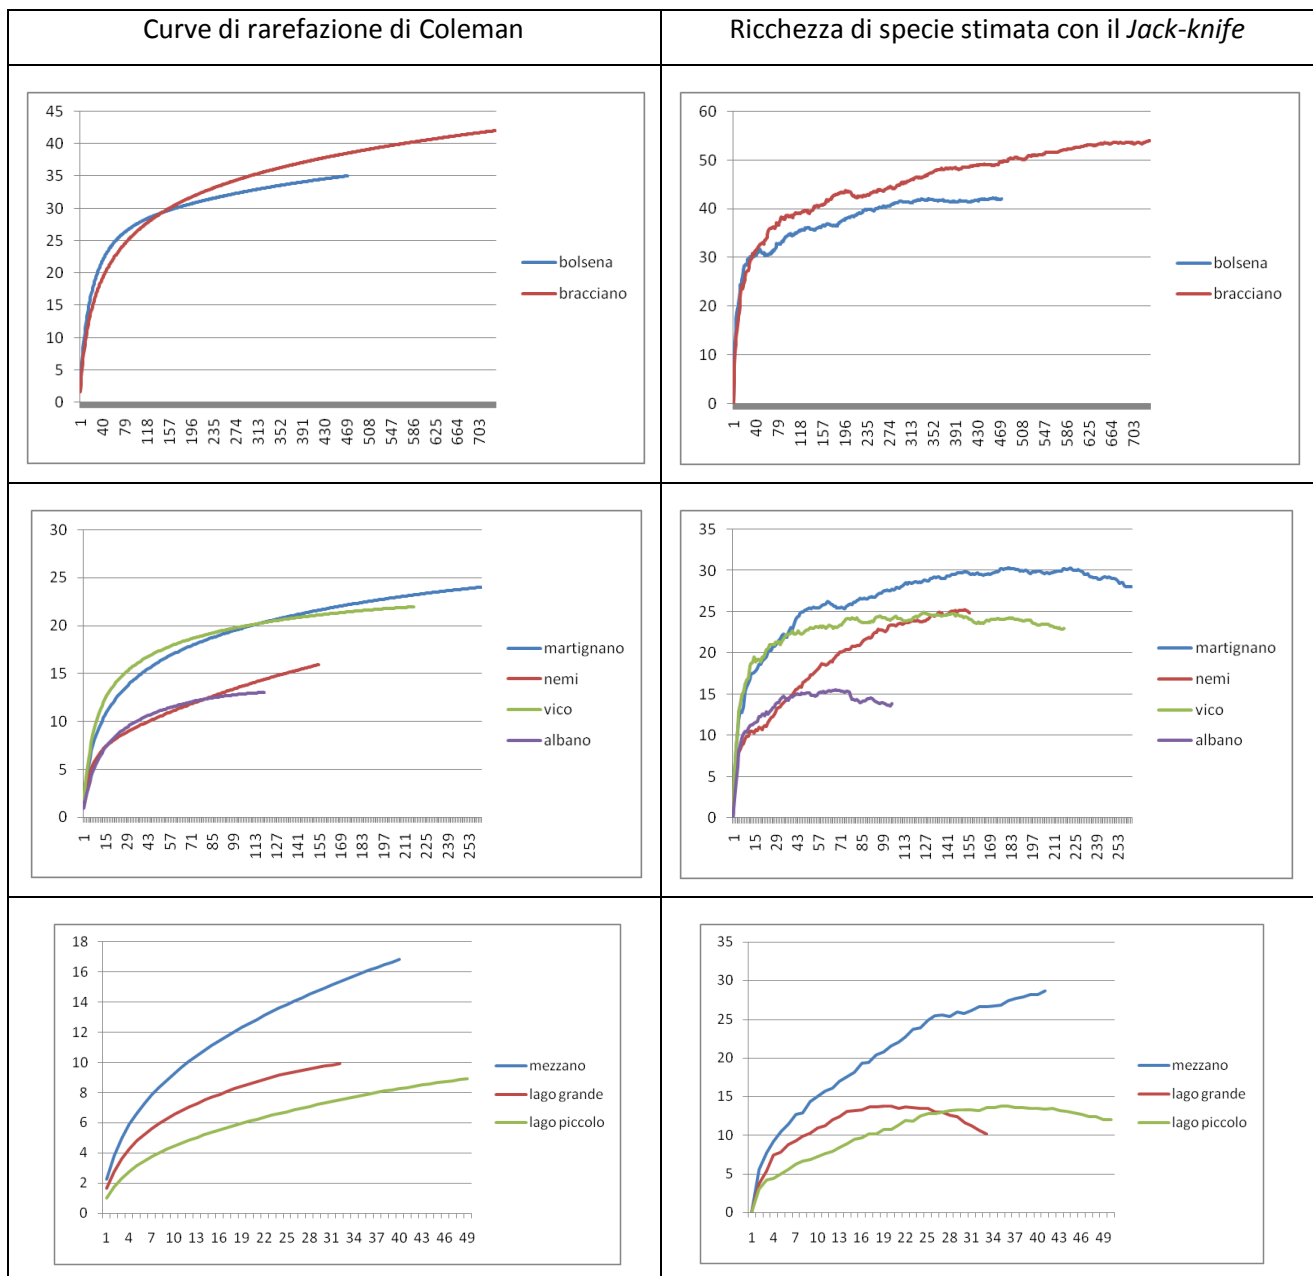 Curve di rarefazione di Coleman
Ricchezza di specie stimata con il Jack-knife
45
40
35
30
25
20
15
10
5
0
1 40 79 118 157 196 235 274 313 352 391 430 469 508 547 586 625 664 703
bolsena
bracciano
60
50
40
30
20
10
0
1 40 79 118 157 196 235 274 313 352 391 430 469 508 547 586 625 664 703
bolsena
bracciano
30
25
20
15
10
5
0
1 15 29 43 57 71 85 99 113 127 141 155 169 183 197 211 225 239 253
martignano
nemi
vico
albano
35
30
25
20
15
10
5
0
1 15 29 43 57 71 85 99 113 127 141 155 169 183 197 211 225 239 253
martignano
nemi
vico
albano
18
16
14
12
10
8
6
4
2
0
1 4 7 10 13 16 19 22 25 28 31 34 37 40 43 46 49
mezzano
lago grande
lago piccolo
35
30
25
20
15
10
5
0
1 4 7 10 13 16 19 22 25 28 31 34 37 40 43 46 49
mezzano
lago grande
lago piccolo